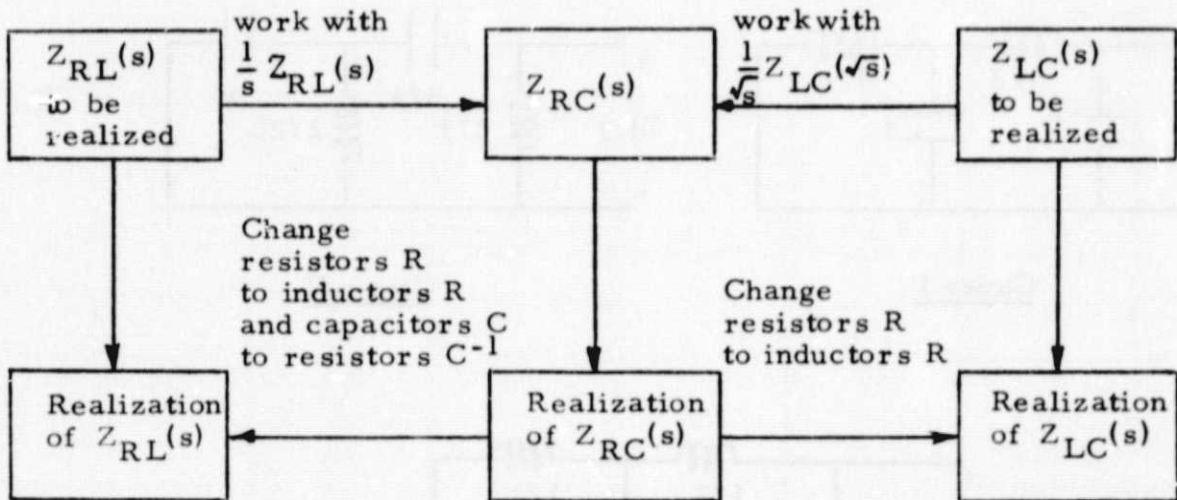 Z_RL(s)
to be
realized
work with
1/s Z_RL(s)
Z_RC(s)
work with
1/√s Z_LC(√s)
Z_LC(s)
to be
realized
Change
resistors R
to inductors R
and capacitors C
to resistors C^-1
Change
resistors R
to inductors R
Realization
of Z_RL(s)
Realization
of Z_RC(s)
Realization
of Z_LC(s)